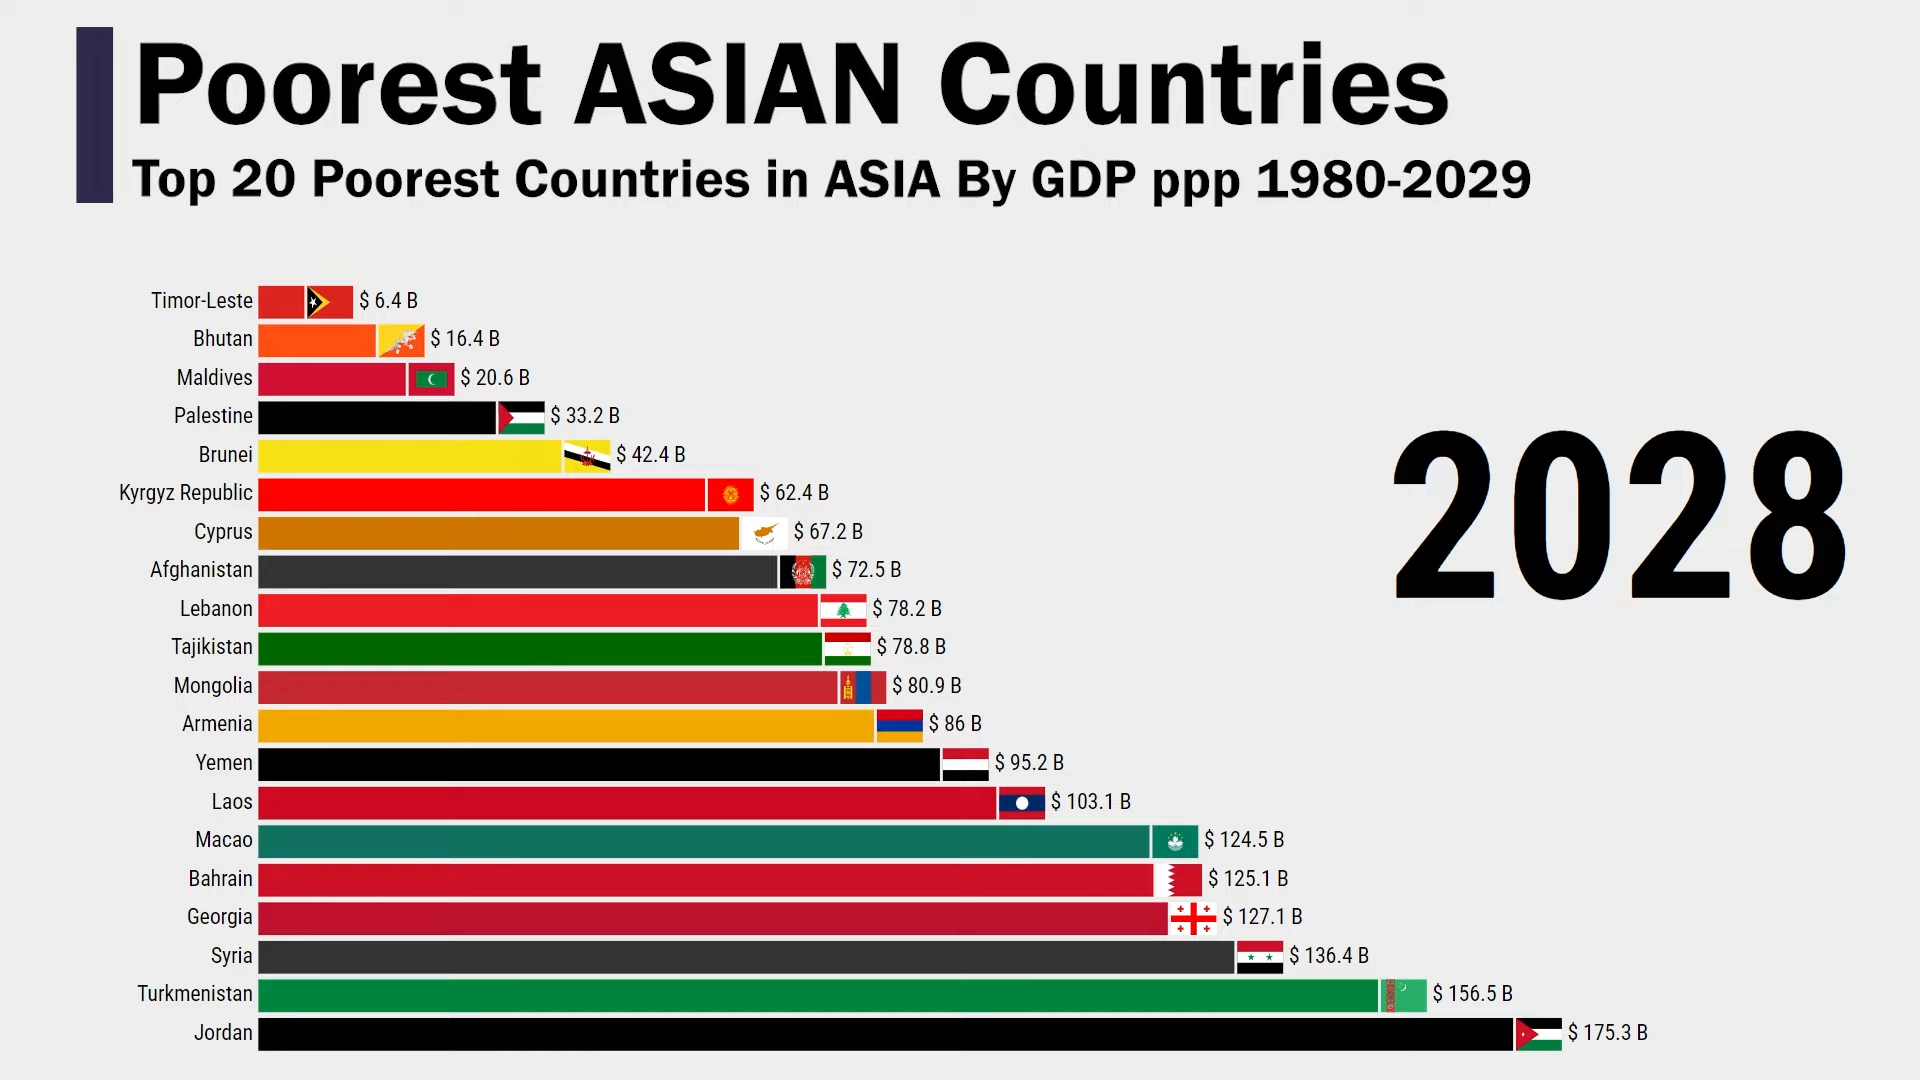 Poorest ASIAN Countries
Top 20 Poorest Countries in ASIA By GDP ppp 1980-2029
Timor-Leste $ 6.4 B
Bhutan $ 16.4 B
Maldives $ 20.6 B
Palestine $ 33.2 B
Brunei $ 42.4 B
Kyrgyz Republic $ 62.4 B
Cyprus $ 67.2 B
Afghanistan $ 72.5 B
Lebanon $ 78.2 B
Tajikistan $ 78.8 B
Mongolia $ 80.9 B
Armenia $ 86 B
Yemen $ 95.2 B
Laos $ 103.1 B
Macao $ 124.5 B
Bahrain $ 125.1 B
Georgia $ 127.1 B
Syria $ 136.4 B
Turkmenistan $ 156.5 B
Jordan $ 175.3 B
2028